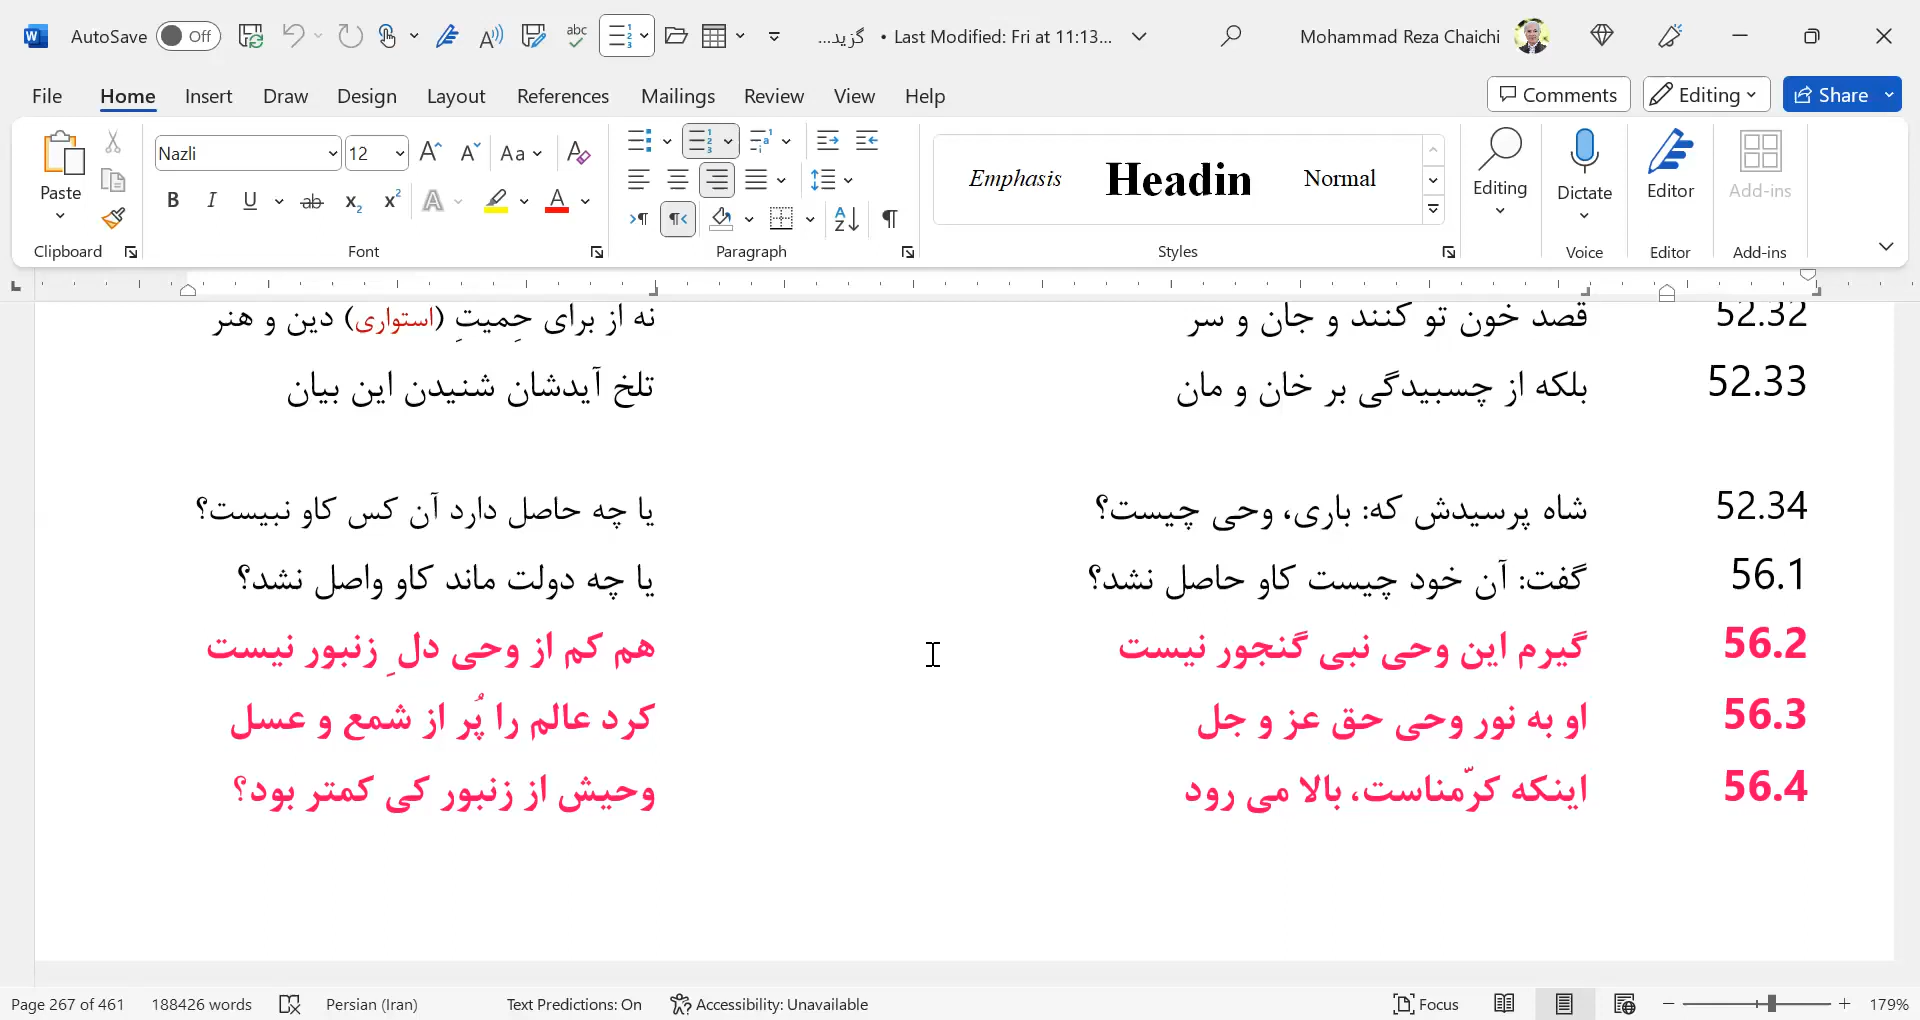 AutoSave Off گزید... • Last Modified: Fri at 11:13... Mohammad Reza Chaichi
File Home Insert Draw Design Layout References Mailings Review View Help Comments Editing Share
Paste Nazli 12 Aa Emphasis Headin Normal Editing Dictate Editor Add-ins
B I U ab x₂ x² A A
Clipboard Font Paragraph Styles Voice Editor Add-ins
52.32 قصد خون تو کنند و جان و سر نه از برای حِمیتِ (استواری) دین و هنر
52.33 بلکه از چسبیدگی بر خان و مان تلخ آیدشان شنیدن این بیان
52.34 شاه پرسیدش که: باری، وحی چیست؟ یا چه حاصل دارد آن کس کاو نبیست؟
56.1 گفت: آن خود چیست کاو حاصل نشد؟ یا چه دولت ماند کاو واصل نشد؟
56.2 گیرم این وحی نبی گنجور نیست هم کم از وحی دلِ زنبور نیست
56.3 او به نور وحی حق عز و جل کرد عالم را پُر از شمع و عسل
56.4 اینکه کرّمناست، بالا می رود وحیش از زنبور کی کمتر بود؟
Page 267 of 461 188426 words Persian (Iran) Text Predictions: On Accessibility: Unavailable Focus 179%